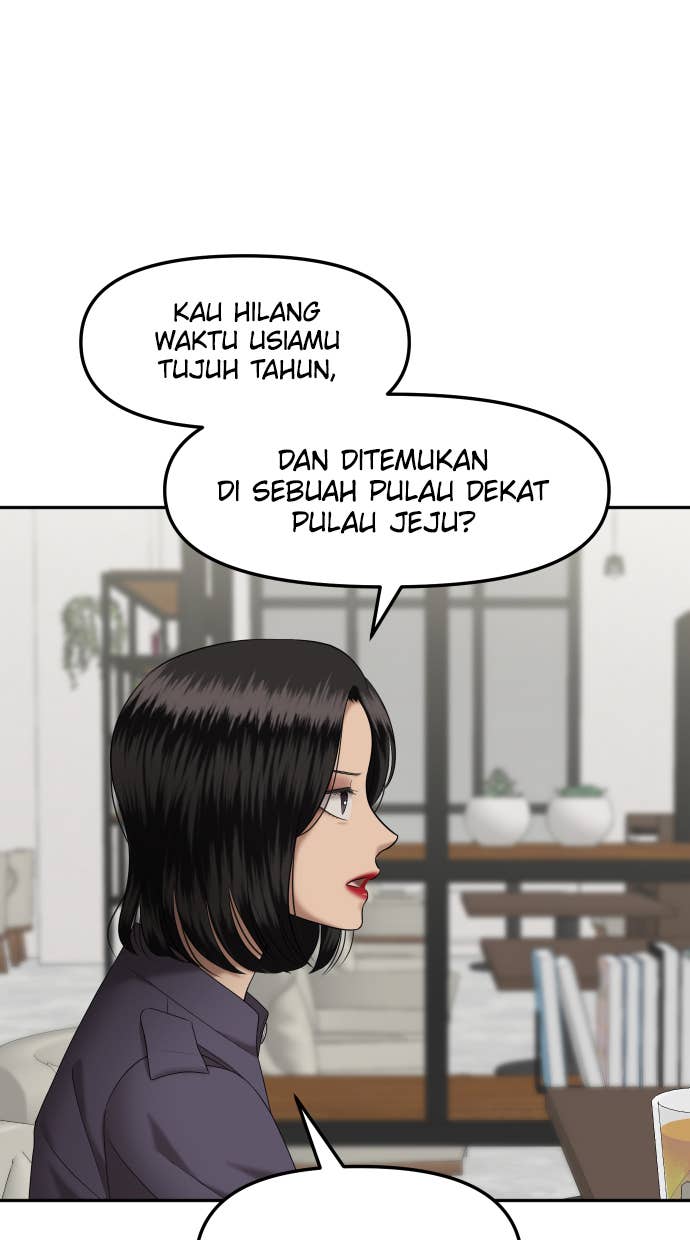 KAU HILANG
WAKTU USIAMU
TUJUH TAHUN,
DAN DITEMUKAN
DI SEBUAH PULAU DEKAT
PULAU JEJU?